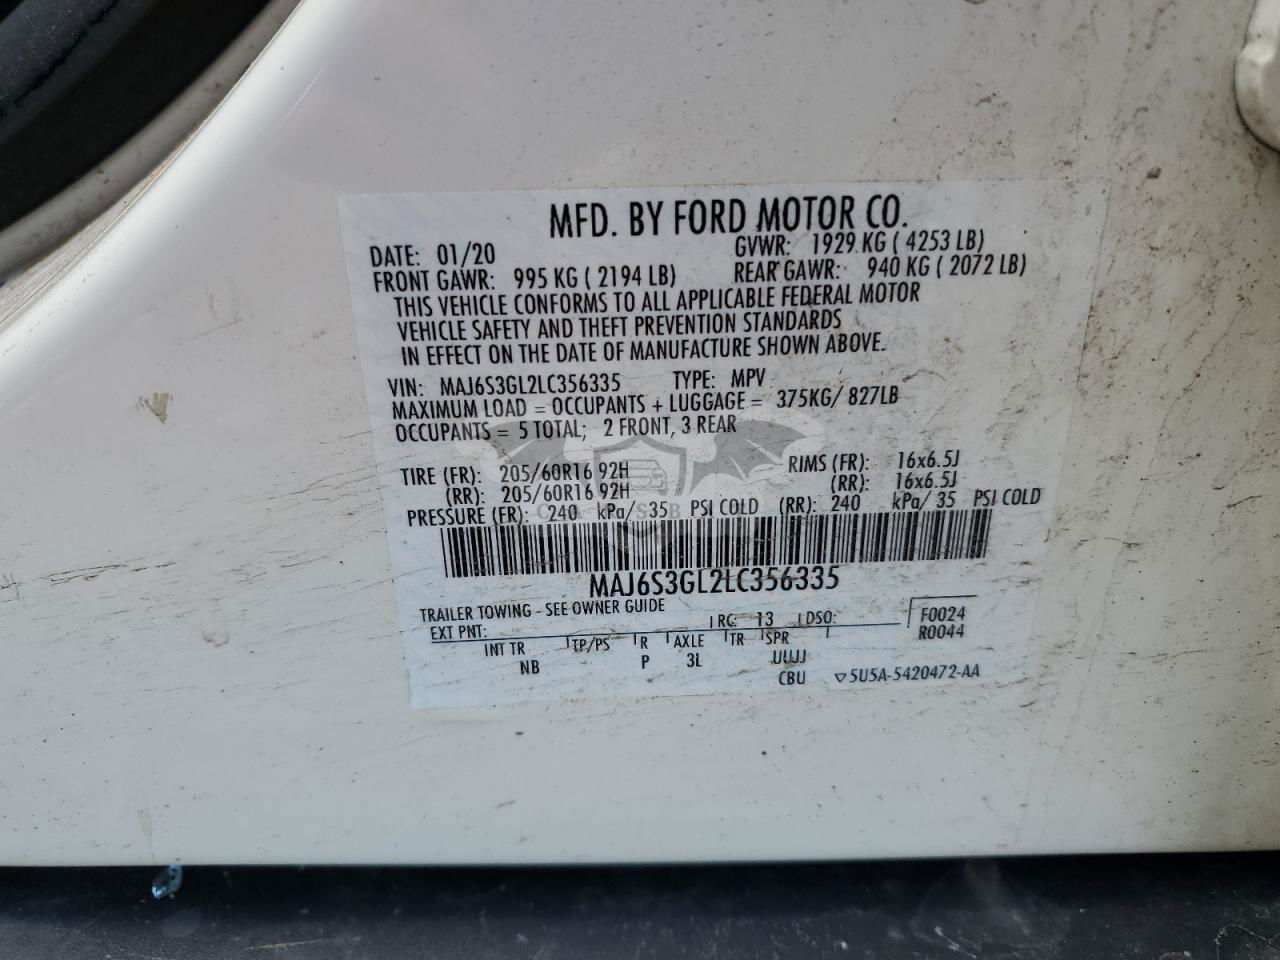 MFD. BY FORD MOTOR CO.
DATE: 01/20 GVWR: 1929 KG ( 4253 LB)
FRONT GAWR: 995 KG ( 2194 LB) REAR GAWR: 940 KG ( 2072 LB)
THIS VEHICLE CONFORMS TO ALL APPLICABLE FEDERAL MOTOR
VEHICLE SAFETY AND THEFT PREVENTION STANDARDS
IN EFFECT ON THE DATE OF MANUFACTURE SHOWN ABOVE.
VIN: MAJ6S3GL2LC356335 TYPE: MPV
MAXIMUM LOAD = OCCUPANTS + LUGGAGE = 375KG/ 827LB
OCCUPANTS = 5 TOTAL; 2 FRONT, 3 REAR
TIRE (FR): 205/60R16 92H RIMS (FR): 16x6.5J
(RR): 205/60R16 92H (RR): 16x6.5J
PRESSURE (FR): 240 kPa/ 35 PSI COLD (RR): 240 kPa/ 35 PSI COLD
MAJ6S3GL2LC356335
TRAILER TOWING - SEE OWNER GUIDE
EXT PNT: RC: 13 DSO: F0024
R0044
INT TR TP/PS R AXLE TR SPR
NB P 3L UUJJ
CBU 5U5A-5420472-AA